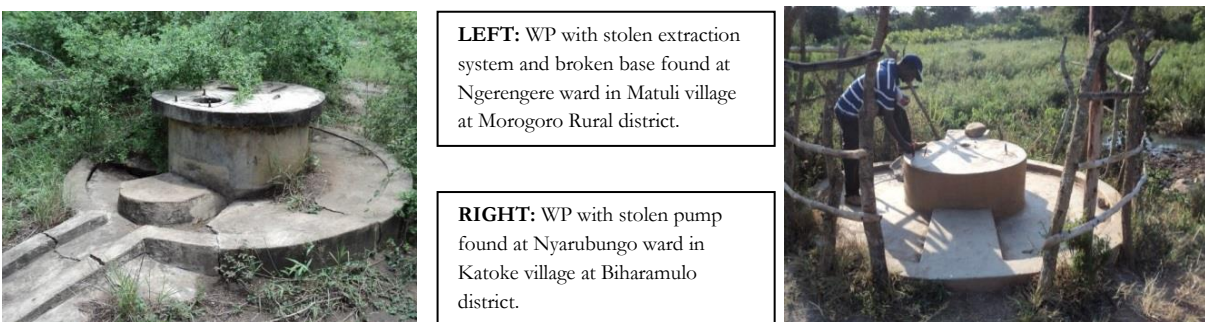 LEFT: WP with stolen extraction
system and broken base found at
Ngerengere ward in Matuli village
at Morogoro Rural district.
RIGHT: WP with stolen pump
found at Nyarubungo ward in
Katoke village at Biharamulo
district.